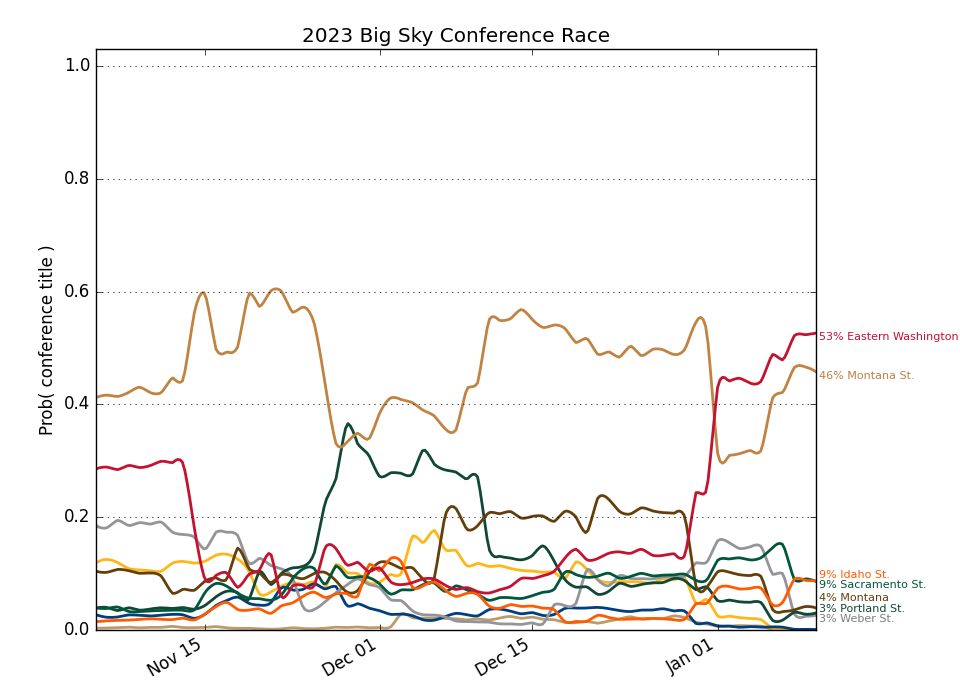 2023 Big Sky Conference Race
Prob( conference title )
1.0
0.8
0.6
0.4
0.2
0.0
53% Eastern Washington
46% Montana St.
9% Idaho St.
9% Sacramento St.
4% Montana
3% Portland St.
3% Weber St.
Nov 15
Dec 01
Dec 15
Jan 01